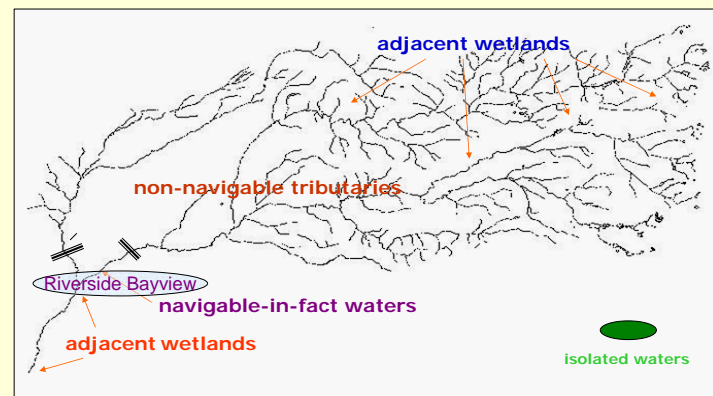 adjacent wetlands
non-navigable tributaries
Riverside Bayview
navigable-in-fact waters
adjacent wetlands
isolated waters